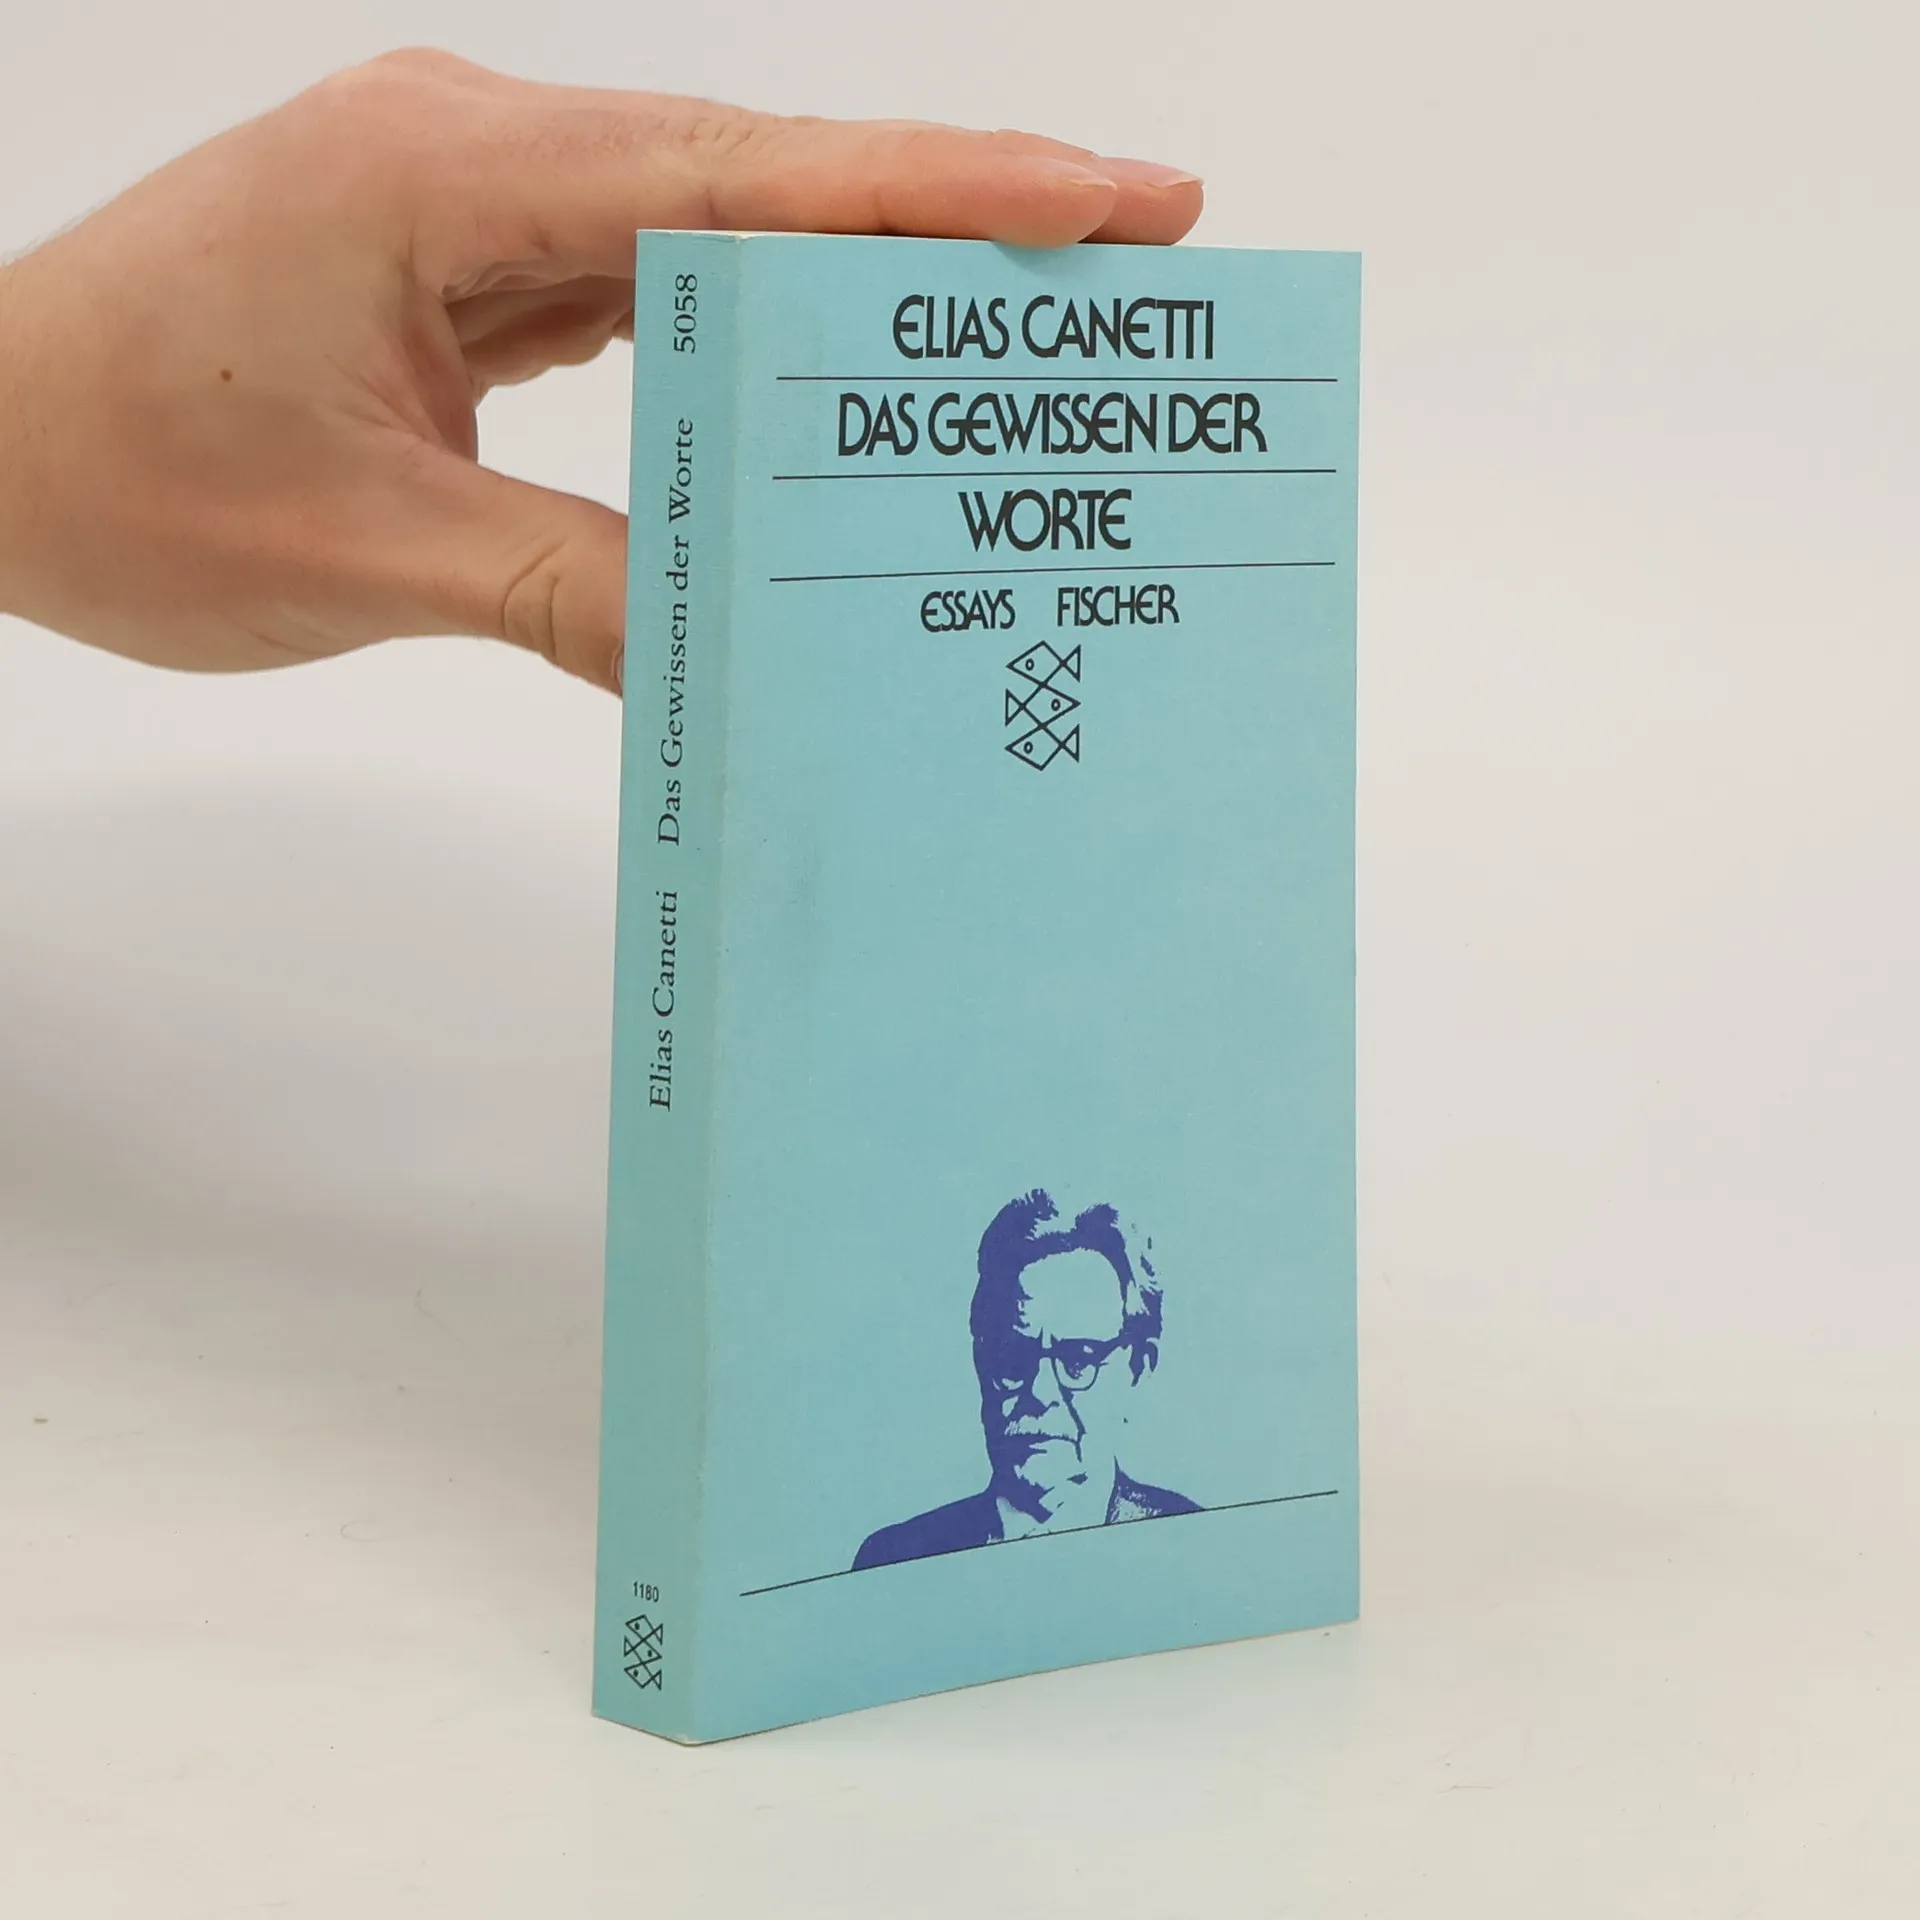 ELIAS CANETTI
DAS GEWISSEN DER
WORTE
ESSAYS FISCHER
Elias Canetti Das Gewissen der Worte 5058
1180